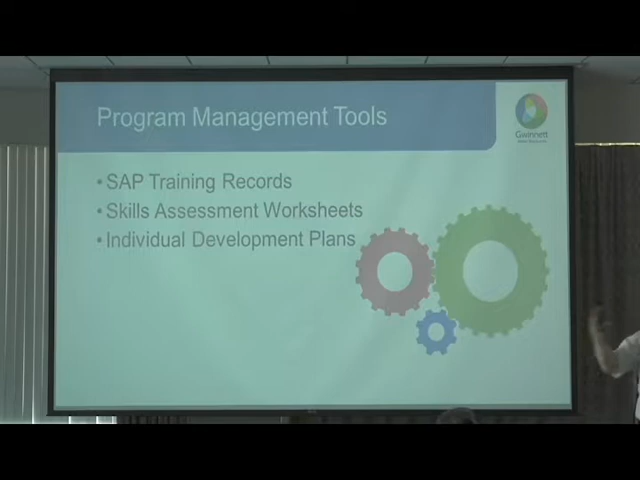 Program Management Tools
Gwinnett
• SAP Training Records
• Skills Assessment Worksheets
• Individual Development Plans